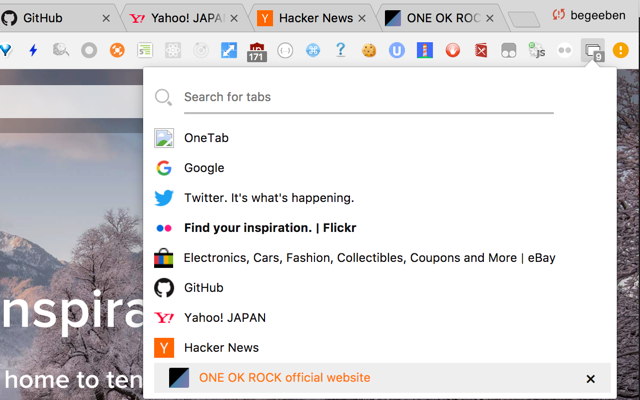 GitHub
Yahoo! JAPA
Hacker News
ONE OK ROC
begeeben
171
js
9
Search for tabs
OneTab
Google
Twitter. It's what's happening.
Find your inspiration. | Flickr
Electronics, Cars, Fashion, Collectibles, Coupons and More | eBay
GitHub
Yahoo! JAPAN
Hacker News
ONE OK ROCK official website
nspira
home to ten